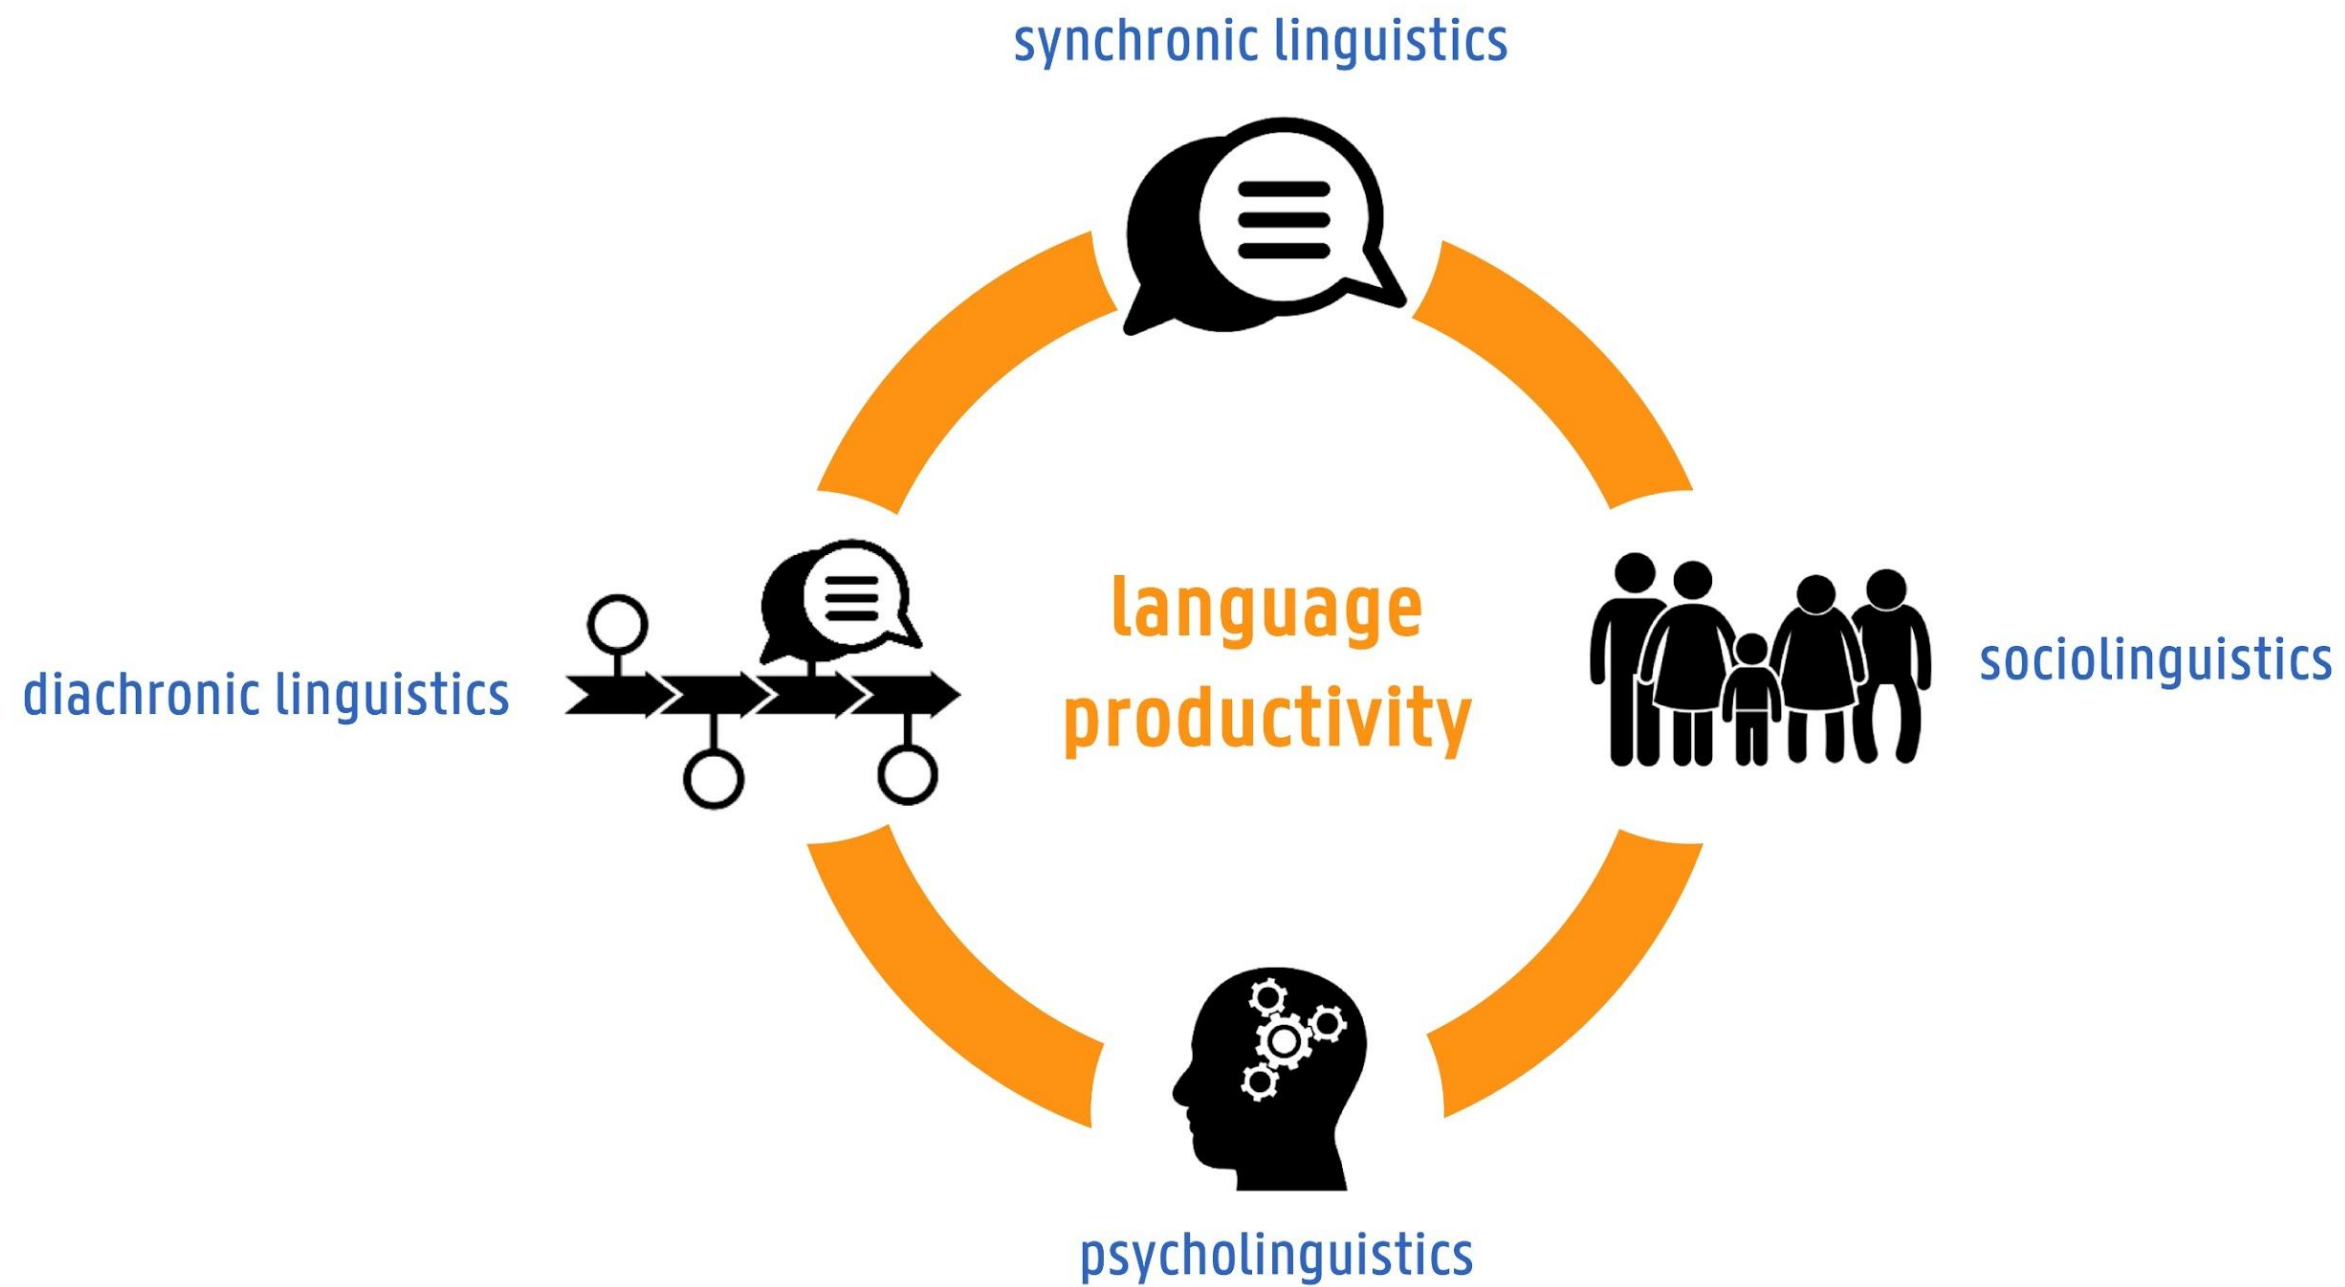 synchronic linguistics
language
productivity
sociolinguistics
diachronic linguistics
psycholinguistics